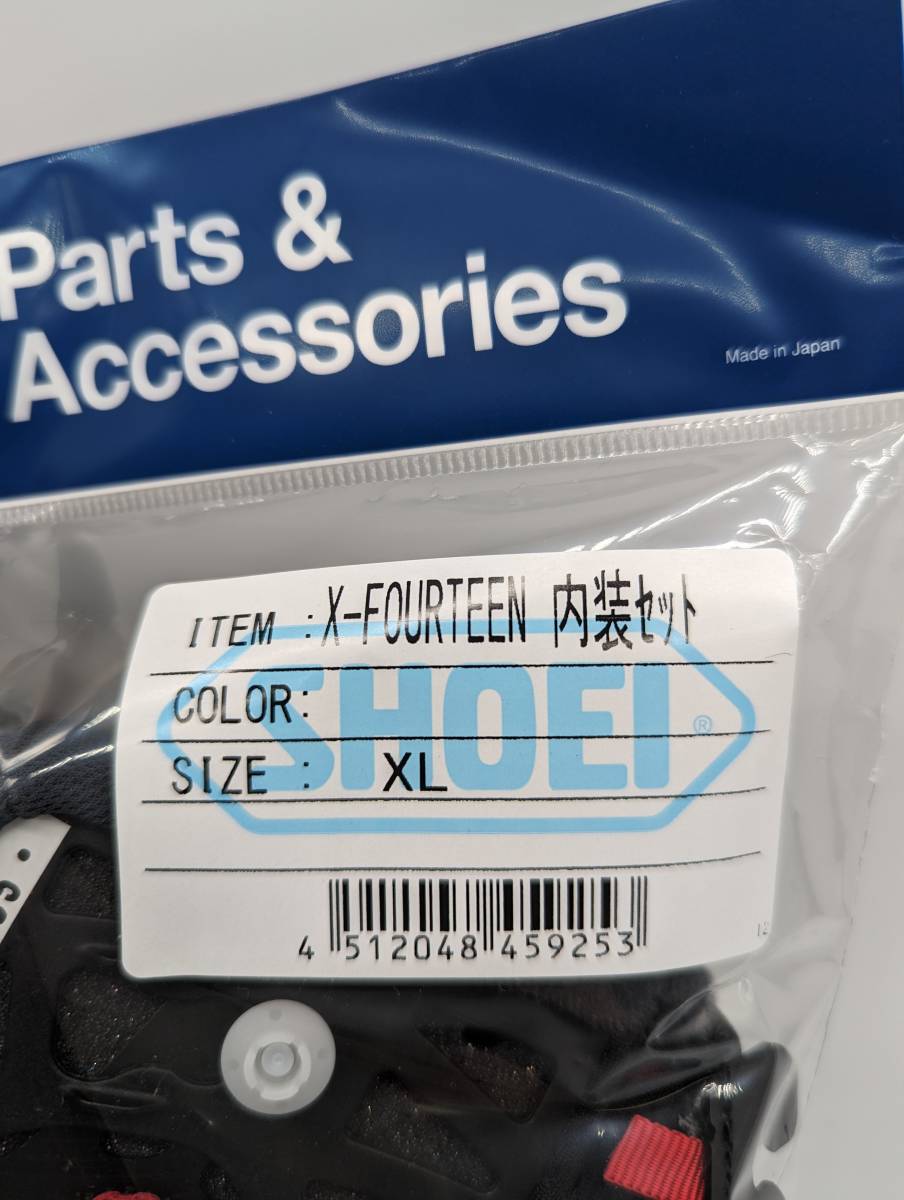 Parts &
Accessories
Made in Japan
ITEM :X-FOURTEEN 内装ｾｯﾄ
SHOEI®
COLOR:
SIZE : XL
4 512048 459253